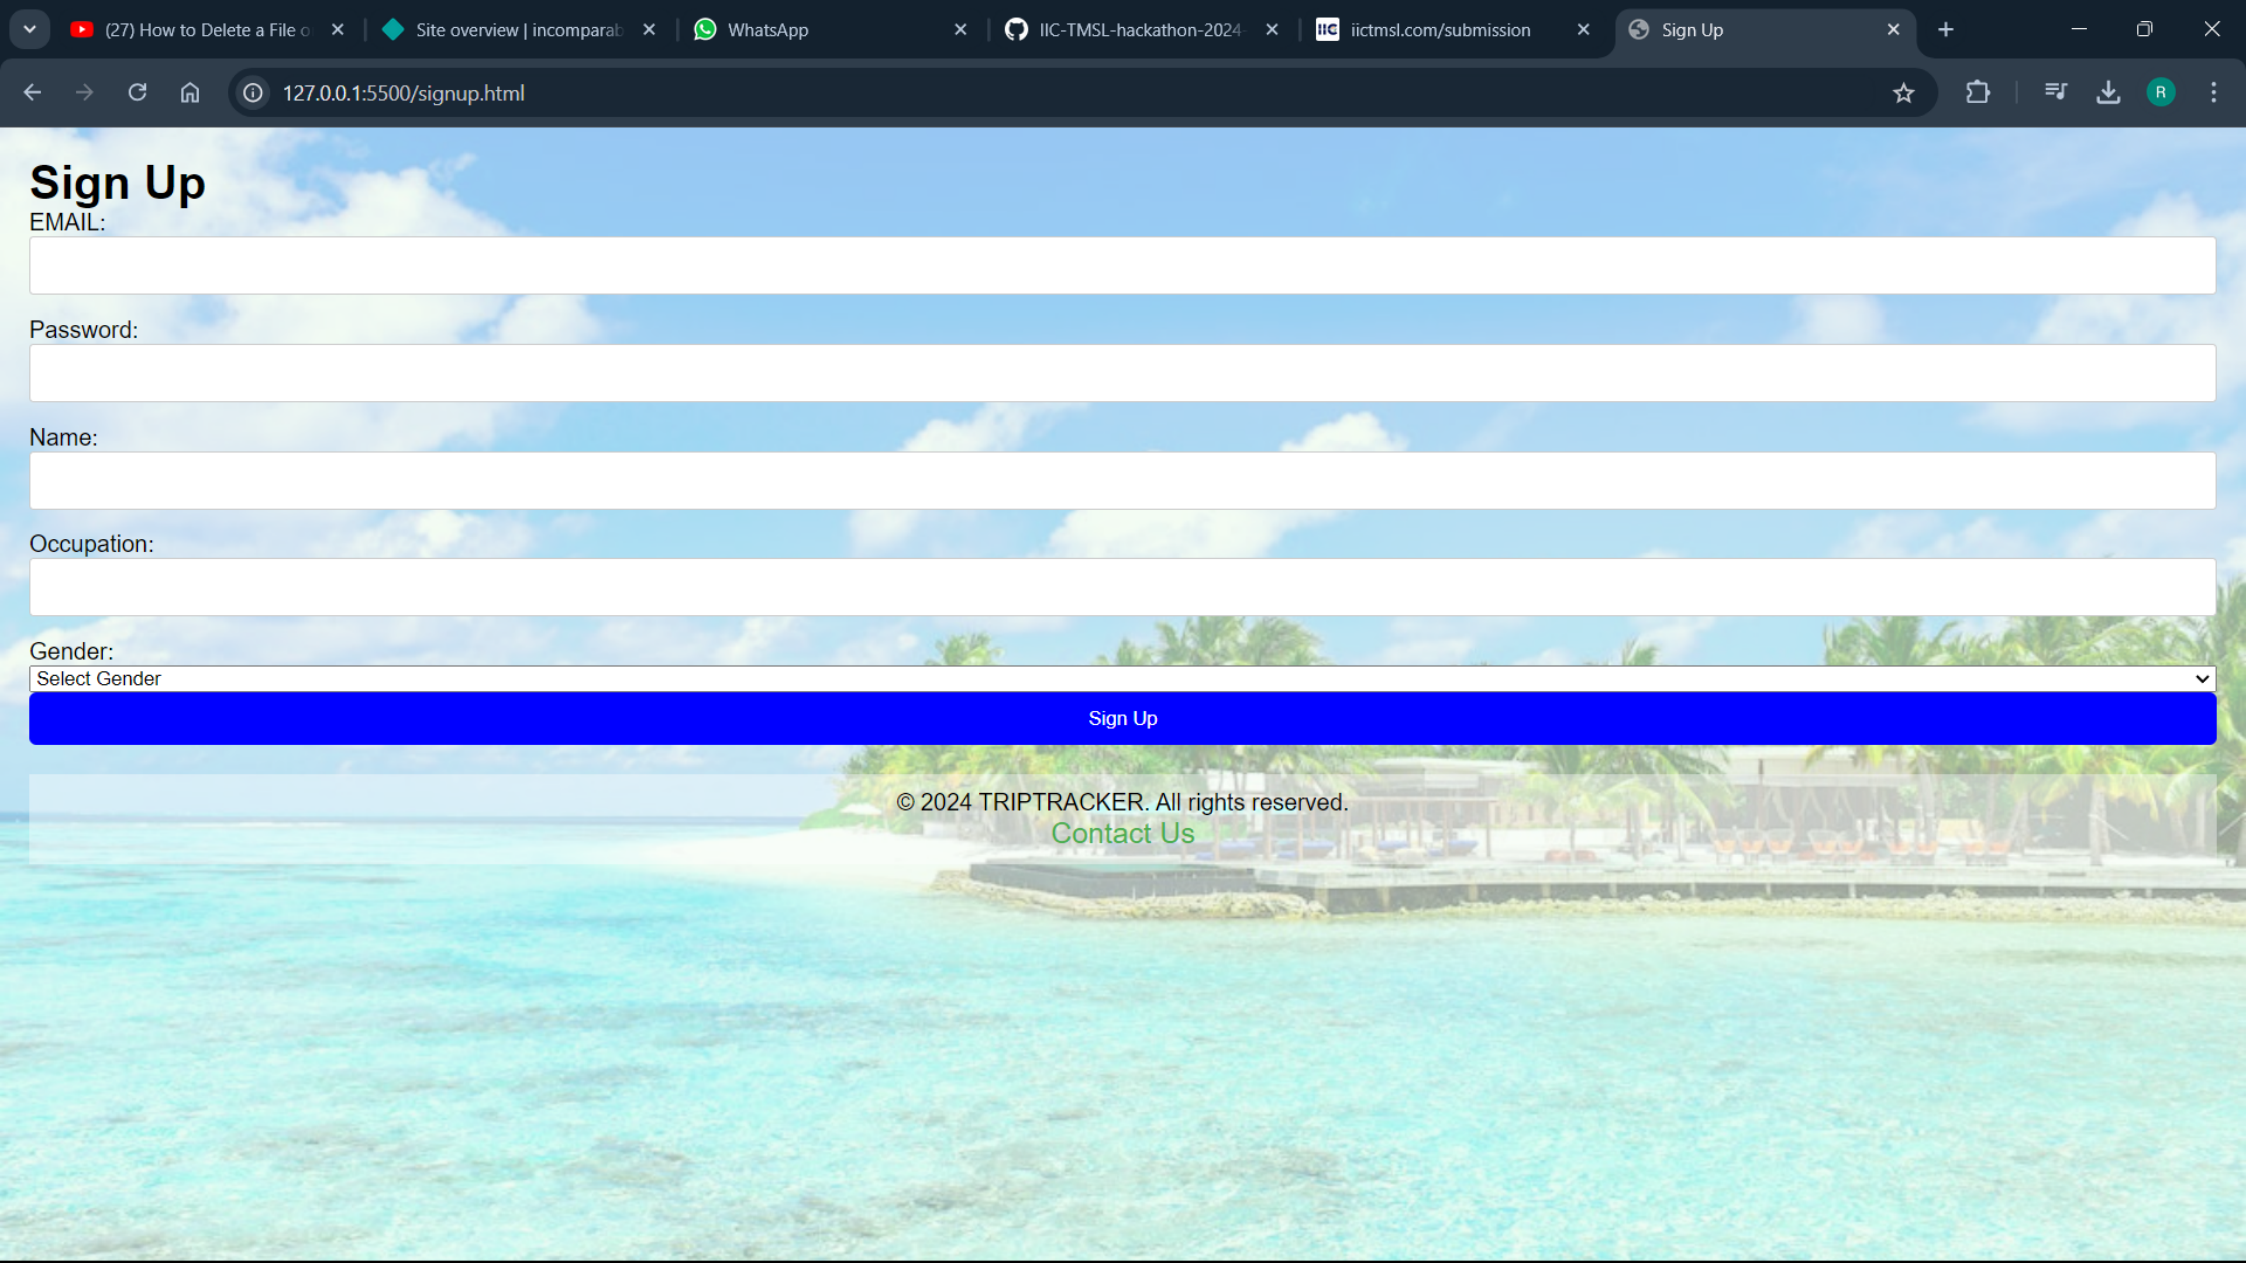 (27) How to Delete a File o
Site overview | incomparab
WhatsApp
IIC-TMSL-hackathon-2024-
IIC
iictmsl.com/submission
Sign Up
127.0.0.1:5500/signup.html
R
Sign Up
EMAIL:
Password:
Name:
Occupation:
Gender:
Select Gender
Sign Up
© 2024 TRIPTRACKER. All rights reserved.
Contact Us